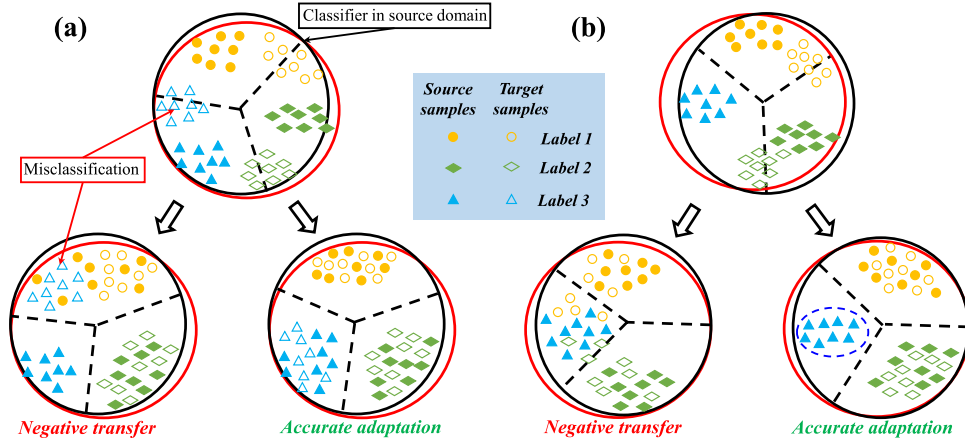 (a)
Classifier in source domain
(b)
Source samples
Target samples
Label 1
Label 2
Label 3
Misclassification
Negative transfer
Accurate adaptation
Negative transfer
Accurate adaptation